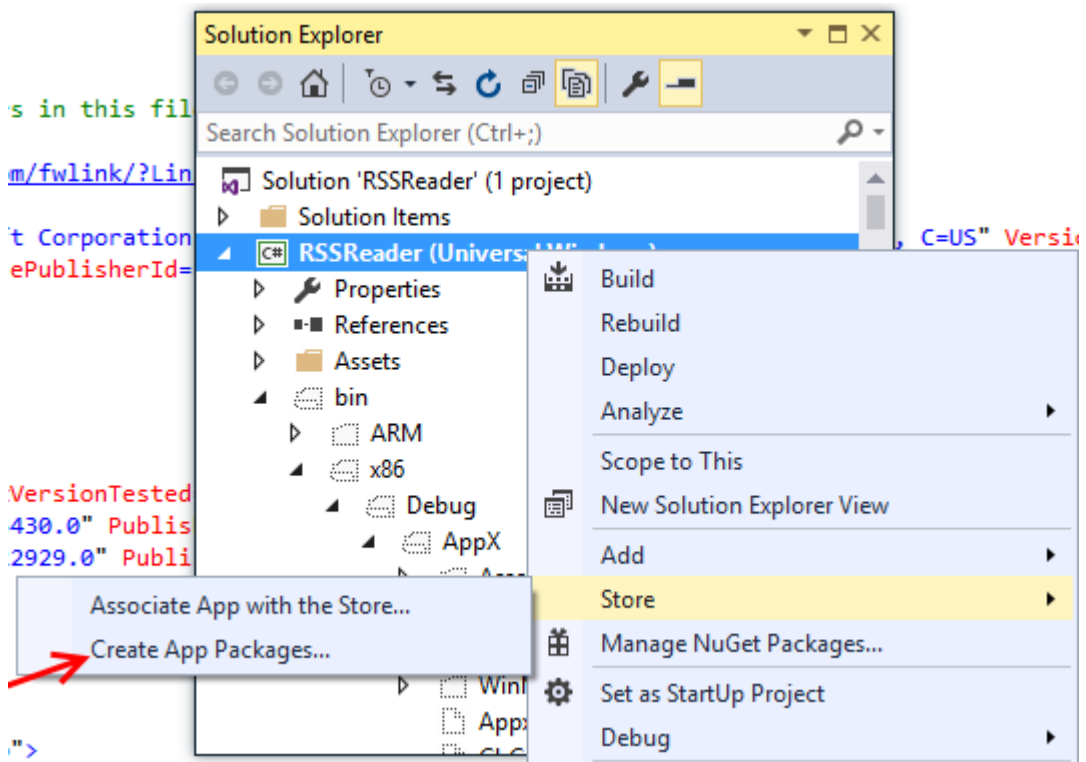 Solution Explorer
s in this fil
Search Solution Explorer (Ctrl+;)
m/fwlink/?Lin
Solution 'RSSReader' (1 project)
Solution Items
't Corporation
, C=US" Versi
C# RSSReader (Univers
ePublisherId=
Properties
References
Assets
bin
ARM
x86
Debug
AppX
:VersionTested
430.0" Publis
2929.0" Publi
Build
Rebuild
Deploy
Analyze
Scope to This
New Solution Explorer View
Add
Store
Manage NuGet Packages...
Set as StartUp Project
Debug
Associate App with the Store...
Create App Packages...
">